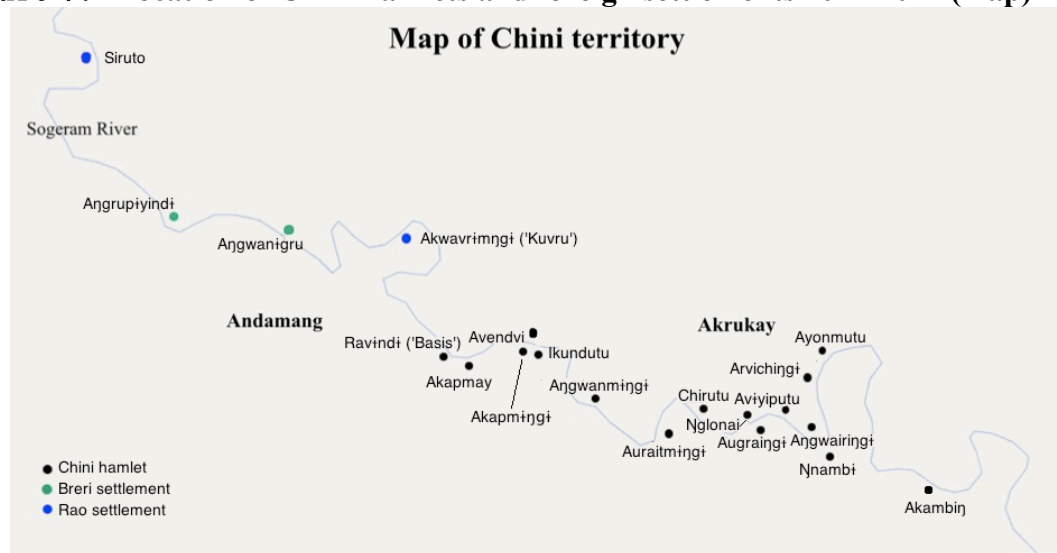 Map of Chini territory
Siruto
Sogeram River
Aŋgrupɨyindɨ
Aŋgwanɨgru
Akwavrɨmŋgɨ ('Kuvru')
Andamang
Akrukay
Ravɨndɨ ('Basis')
Avendvi
Ikundutu
Akapmay
Akapmɨŋgɨ
Aŋgwanmɨŋgɨ
Ayonmutu
Arvichiŋgɨ
Chirutu
Avɨyiputu
Ŋglonai
Auraitmɨŋgɨ
Augraiŋgɨ
Aŋgwairiŋgɨ
Ŋnambɨ
Akambiŋ
Chini hamlet
Breri settlement
Rao settlement